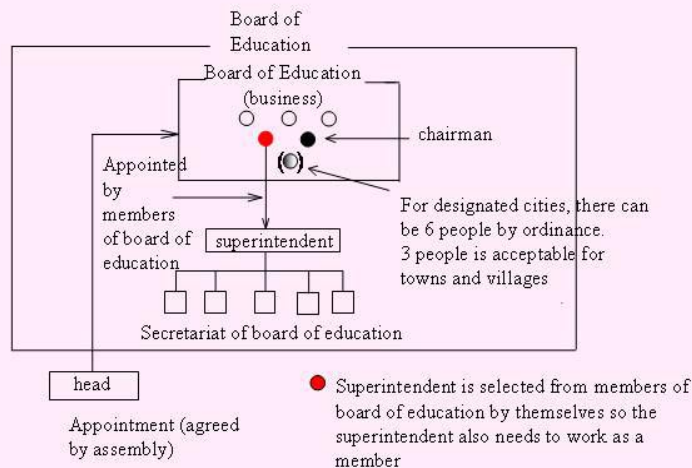 Board of
Education
Board of Education
(business)
chairman
Appointed
by
members
of board of
education
For designated cities, there can
be 6 people by ordinance.
3 people is acceptable for
towns and villages
superintendent
Secretariat of board of education
head
Appointment (agreed
by assembly)
Superintendent is selected from members of
board of education by themselves so the
superintendent also needs to work as a
member